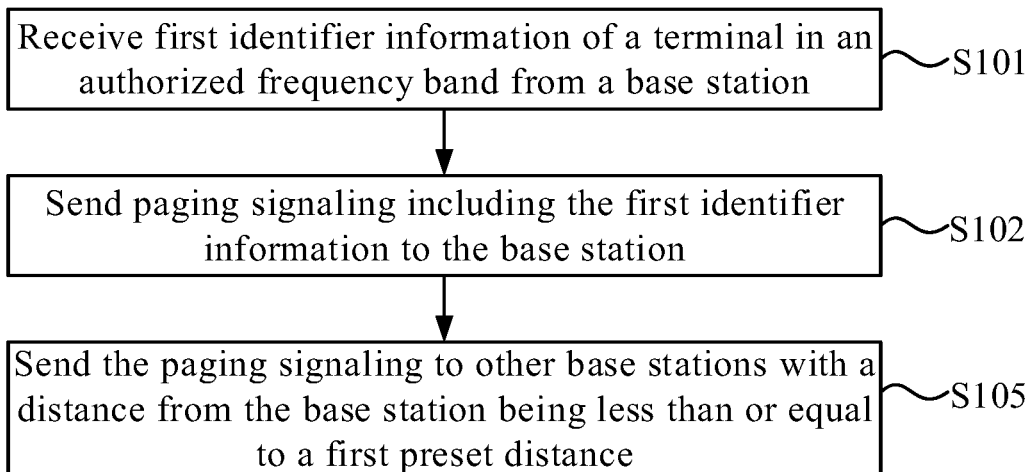 Receive first identifier information of a terminal in an
authorized frequency band from a base station
S101
Send paging signaling including the first identifier
information to the base station
S102
Send the paging signaling to other base stations with a
distance from the base station being less than or equal
to a first preset distance
S105